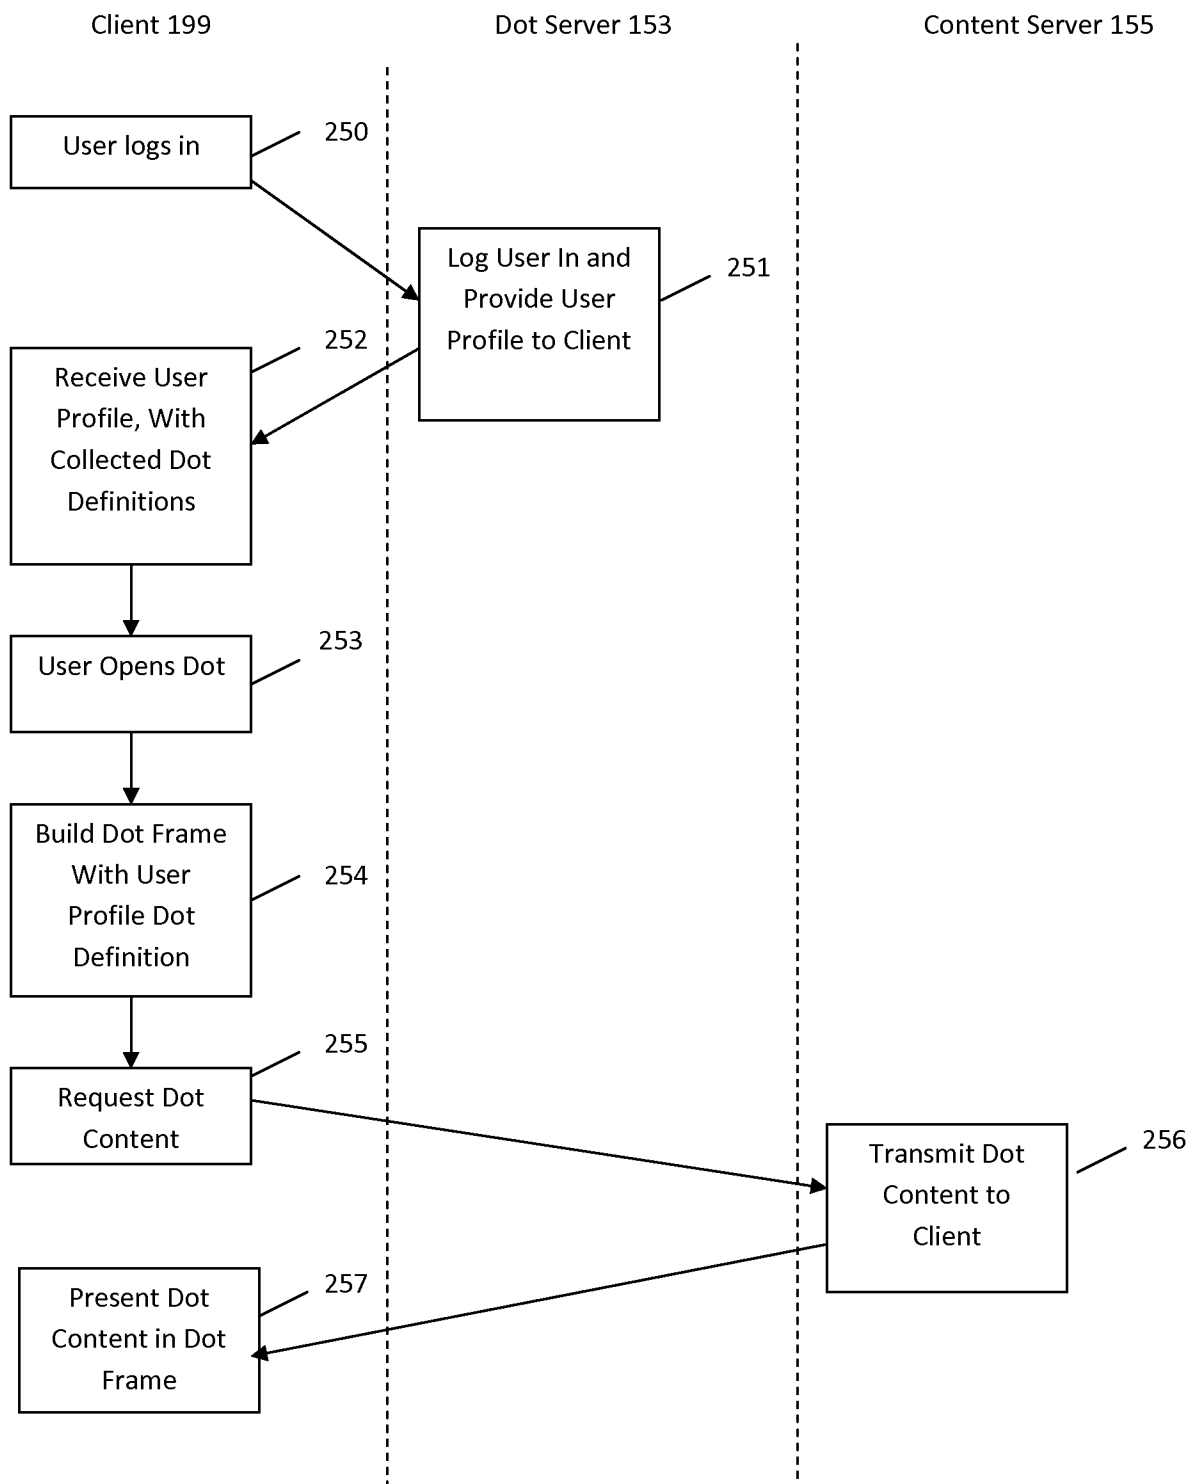 Client 199
Dot Server 153
Content Server 155
User logs in
250
Log User In and
Provide User
Profile to Client
251
252
Receive User
Profile, With
Collected Dot
Definitions
253
User Opens Dot
Build Dot Frame
With User
Profile Dot
Definition
254
255
Request Dot
Content
Transmit Dot
Content to
Client
256
257
Present Dot
Content in Dot
Frame